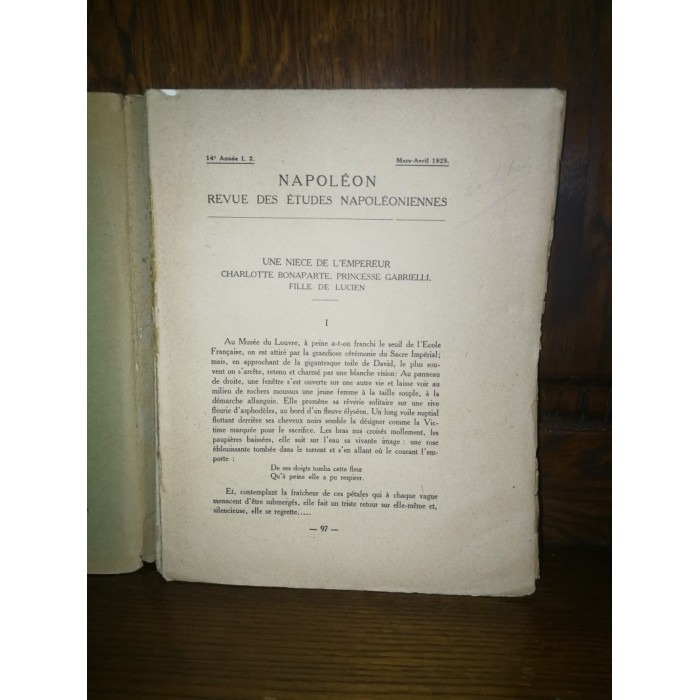 14e Année I. 2. Mars-Avril 1925.
NAPOLÉON
REVUE DES ÉTUDES NAPOLÉONIENNES
UNE NIECE DE L'EMPEREUR
CHARLOTTE BONAPARTE, PRINCESSE GABRIELLI,
FILLE DE LUCIEN
I
Au Musée du Louvre, à peine a-t-on franchi le seuil de l'Ecole
Française, on est attiré par la grandiose cérémonie du Sacre Impérial;
mais, en approchant de la gigantesque toile de David, le plus sou-
vent on s'arrête, retenu et charmé par une blanche vision: Au panneau
de droite, une fenêtre s'est ouverte sur une autre vie et laisse voir au
milieu de rochers moussus une jeune femme à la taille souple, à la
démarche allanguie. Elle promène sa rêverie solitaire sur une rive
fleurie d'asphodèles, au bord d'un fleuve élyséen. Un long voile nuptial
flottant derrière ses cheveux noirs semble la désigner comme la Vic-
time marquée pour le sacrifice. Les bras nus croisés mollement, les
paupières baissées, elle suit sur l'eau sa vivante image : une rose
éblouissante tombée dans le torrent et s'en allant où le courant l'em-
porte :
De ses doigts tomba cette fleur
Qu'à peine elle a pu respirer.
Et, contemplant la fraîcheur de ces pétales qui à chaque vague
menacent d'être submergés, elle fait un triste retour sur elle-même et,
silencieuse, elle se regrette.....
— 97 —